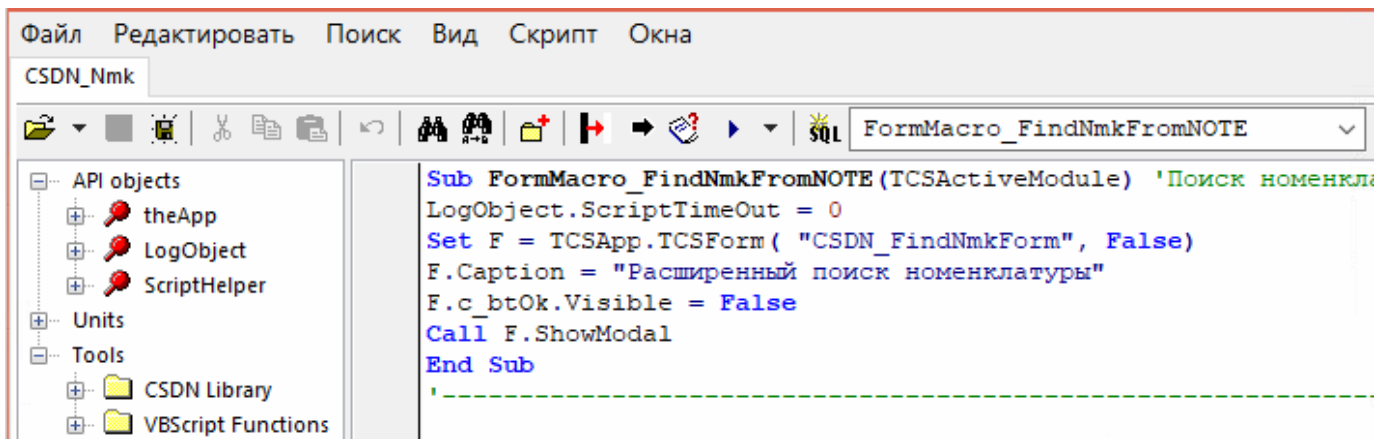 Файл Редактировать Поиск Вид Скрипт Окна
CSDN_Nmk
SQL FormMacro_FindNmkFromNOTE
API objects
theApp
LogObject
ScriptHelper
Units
Tools
CSDN Library
VBScript Functions
Sub FormMacro_FindNmkFromNOTE(TCSActiveModule) 'Поиск номенкла
LogObject.ScriptTimeOut = 0
Set F = TCSApp.TCSForm( "CSDN_FindNmkForm", False)
F.Caption = "Расширенный поиск номенклатуры"
F.c_btOk.Visible = False
Call F.ShowModal
End Sub
'-------------------------------------------------------------